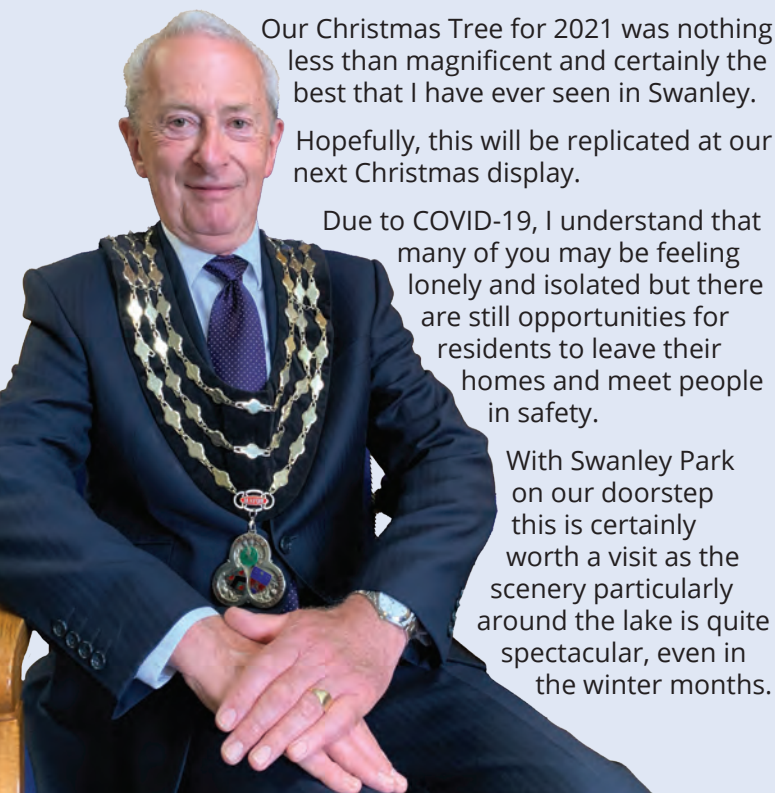 Our Christmas Tree for 2021 was nothing
less than magnificent and certainly the
best that I have ever seen in Swanley.
Hopefully, this will be replicated at our
next Christmas display.
Due to COVID-19, I understand that
many of you may be feeling
lonely and isolated but there
are still opportunities for
residents to leave their
homes and meet people
in safety.
With Swanley Park
on our doorstep
this is certainly
worth a visit as the
scenery particularly
around the lake is quite
spectacular, even in
the winter months.